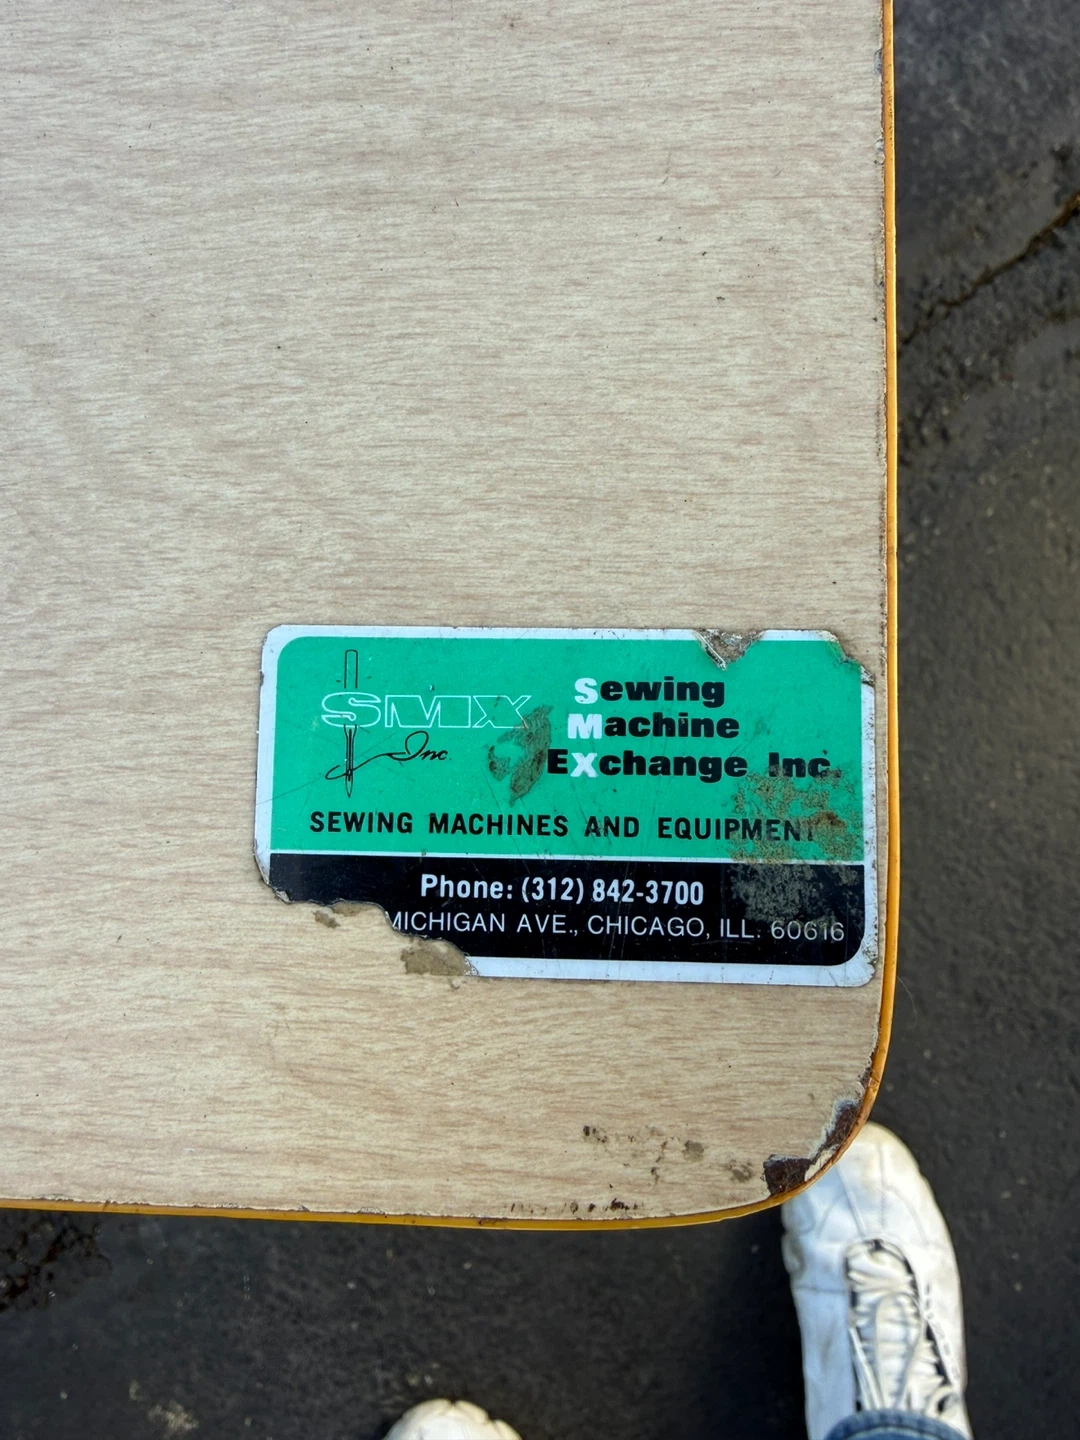 SMX
Inc.
Sewing
Machine
Exchange Inc.
SEWING MACHINES AND EQUIPMENT
Phone: (312) 842-3700
MICHIGAN AVE., CHICAGO, ILL. 60616